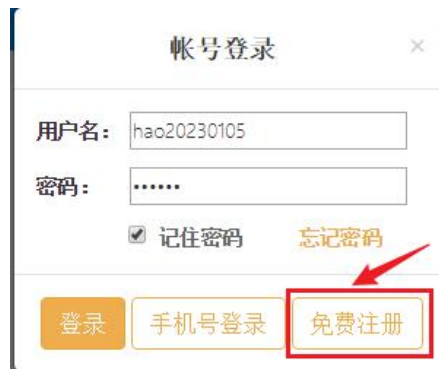 帐号登录 ×
用户名： hao20230105
密码： ••••••
记住密码 忘记密码
登录 手机号登录 免费注册